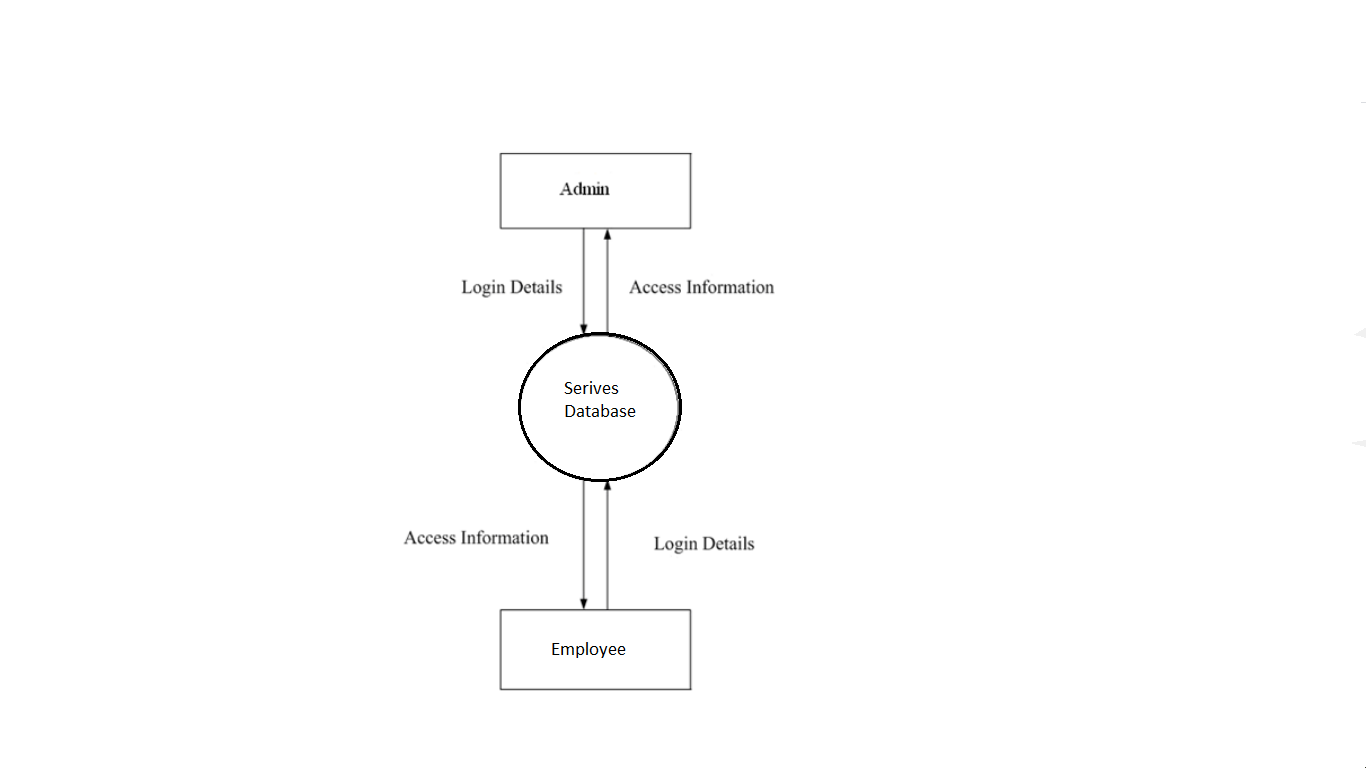 Admin
Login Details
Access Information
Serives
Database
Access Information
Login Details
Employee